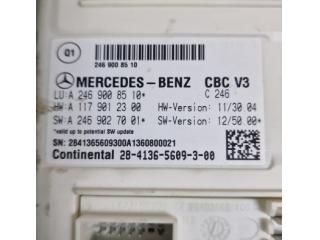 Q1
246 900 85 10
MERCEDES-BENZ CBC V3
LU:A 246 900 85 10* C 246
HW:A 117 901 23 00 HW-Version: 11/30 04
SW:A 246 902 77 01* SW-Version: 12/50 00*
*valid up to potential SW update
SN: 2841365609300A1360800021
Continental 28-4136-5609-3-00